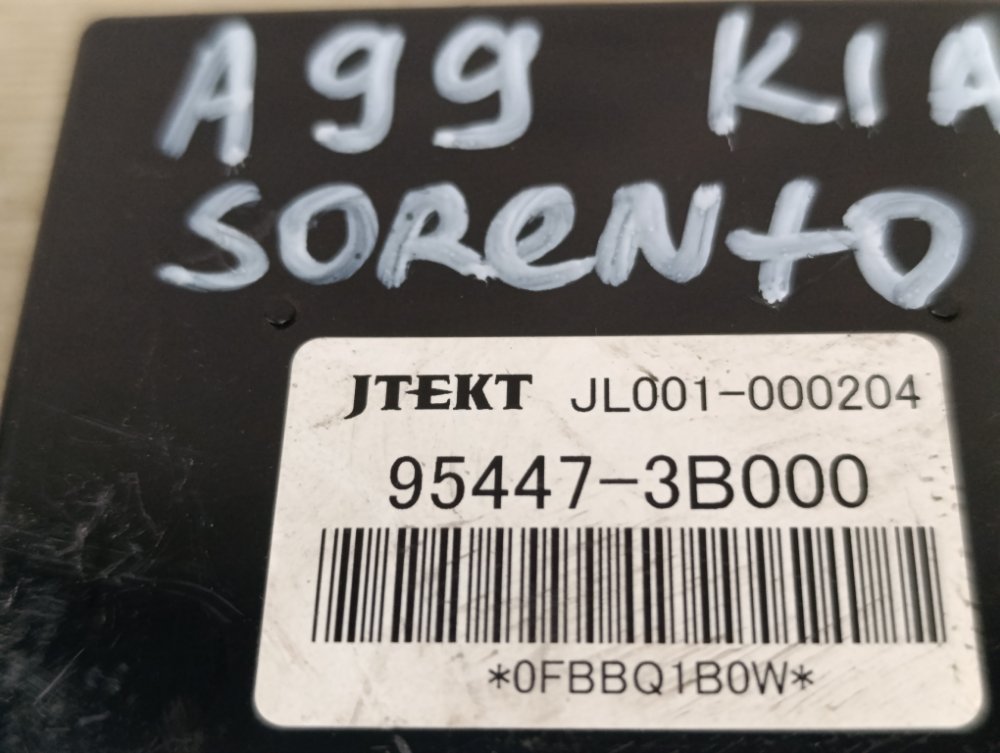 A99 KIA
SORENTO
JTEKT JL001-000204
95447-3B000
*0FBBQ1B0W*